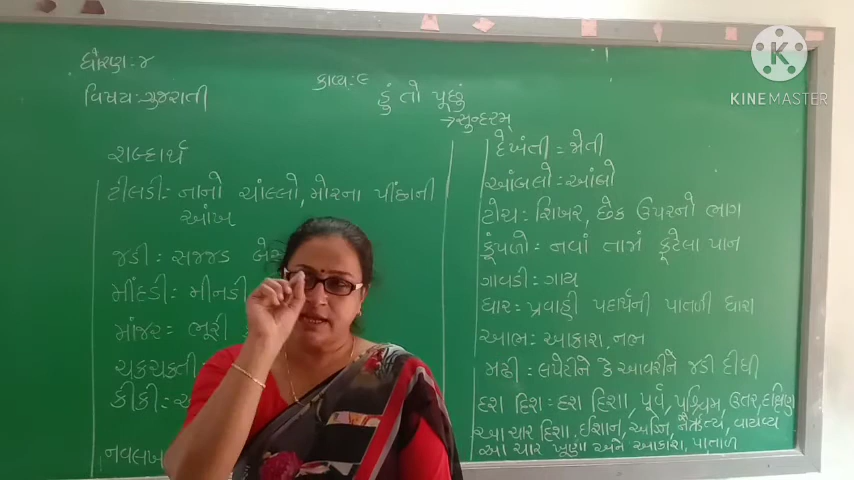 ધોરણ: ૪
વિષય: ગુજરાતી
કાવ્ય: ૯
હું તો પૂછું
→ સુન્દરમ્
શબ્દાર્થ
ટીલડી: નાનો ચાંલ્લો, મોરના પીંછાની
આંખ
જડી: સજ્જડ
મીંદડી: મીનડી
માંજર: ભૂરી
ચકચકતી
કીકી:
નવલખ
દેખંતી = જોતી
આંબલો = આંબો
ટોચ: શિખર, છેક ઉપરનો ભાગ
કૂંપળો = નવાં તાજાં ફૂટેલા પાન
ગાવડી: ગાય
ધાર: પ્રવાહી પદાર્થની પાતળી ધારા
આભ: આકાશ, નભ
મઢી: લપેટીને કે આવરીને જડી દીધી
દશ દિશ: દશ દિશા, પૂર્વ, પશ્ચિમ, ઉત્તર, દક્ષિણ
આ ચાર દિશા, ઈશાન, અગ્નિ, નૈઋત્ય, વાયવ્ય
આ ચાર ખૂણા અને આકાશ, પાતાળ
KINEMASTER